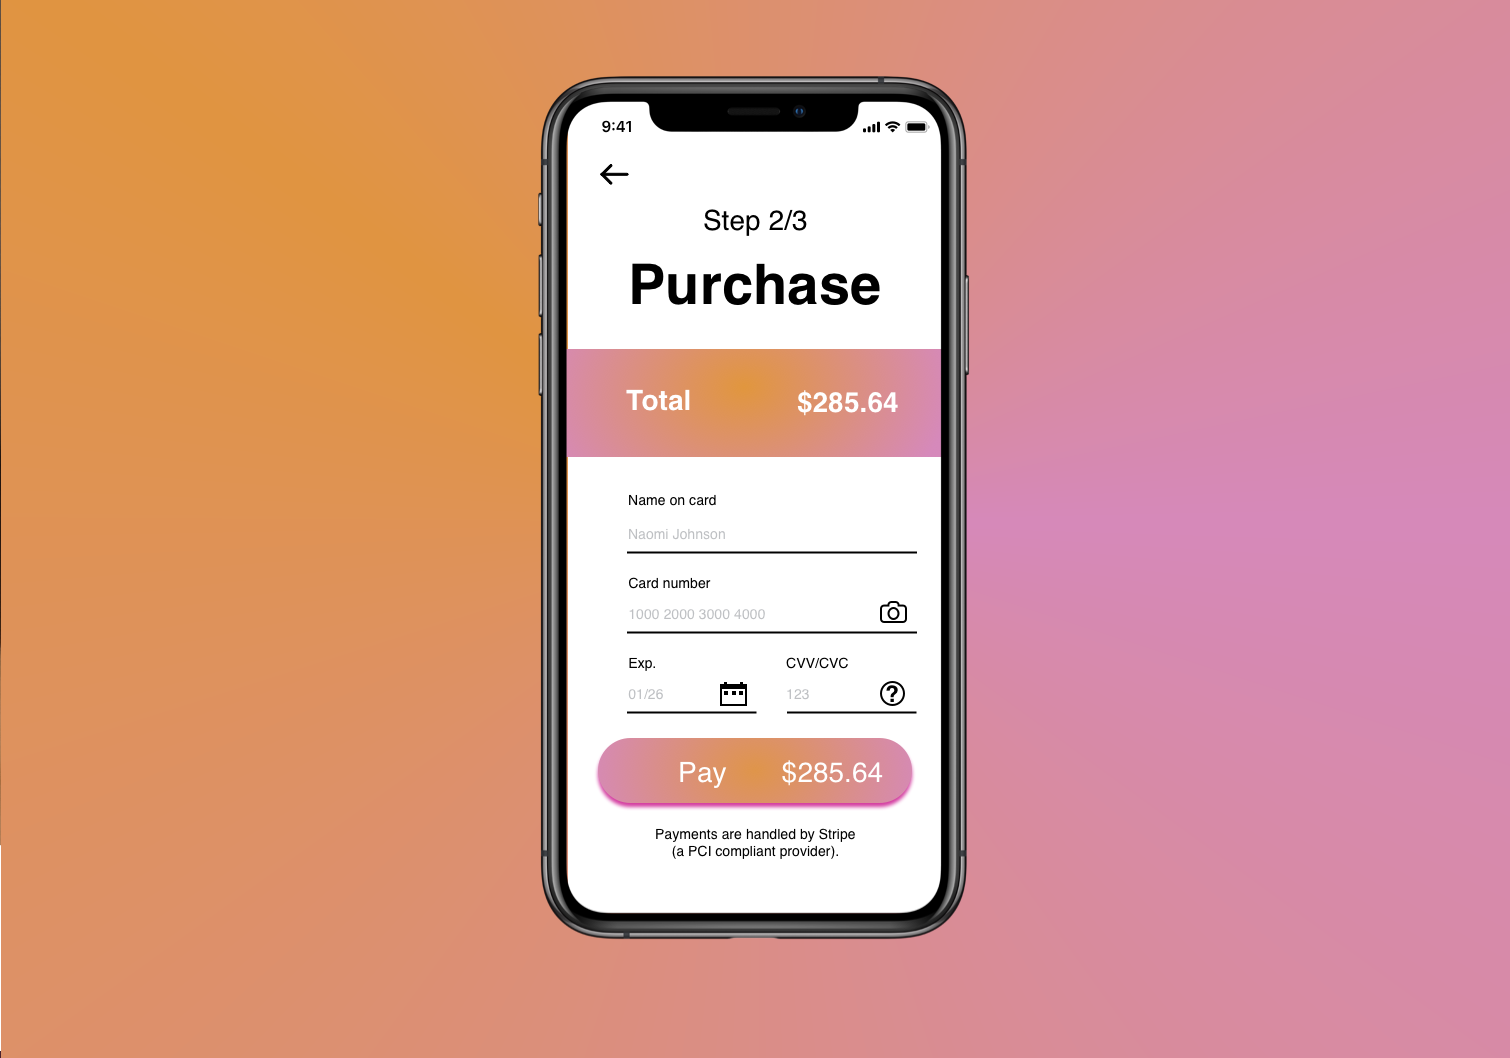 9:41
Step 2/3
Purchase
Total $285.64
Name on card
Naomi Johnson
Card number
1000 2000 3000 4000
Exp. CVV/CVC
01/26 123
Pay $285.64
Payments are handled by Stripe
(a PCI compliant provider).